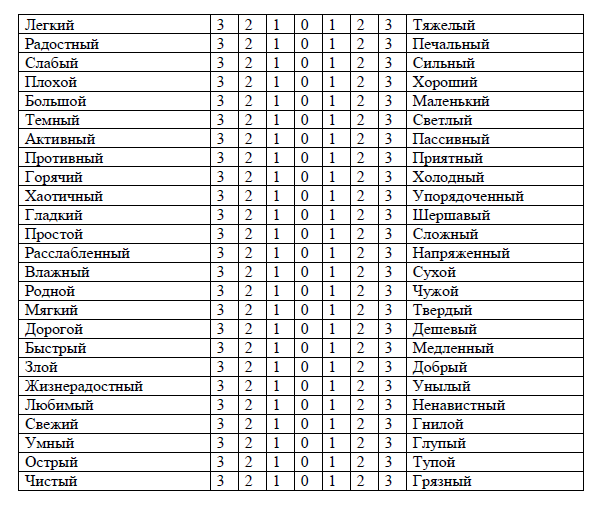 Легкий 3 2 1 0 1 2 3 Тяжелый
Радостный 3 2 1 0 1 2 3 Печальный
Слабый 3 2 1 0 1 2 3 Сильный
Плохой 3 2 1 0 1 2 3 Хороший
Большой 3 2 1 0 1 2 3 Маленький
Темный 3 2 1 0 1 2 3 Светлый
Активный 3 2 1 0 1 2 3 Пассивный
Противный 3 2 1 0 1 2 3 Приятный
Горячий 3 2 1 0 1 2 3 Холодный
Хаотичный 3 2 1 0 1 2 3 Упорядоченный
Гладкий 3 2 1 0 1 2 3 Шершавый
Простой 3 2 1 0 1 2 3 Сложный
Расслабленный 3 2 1 0 1 2 3 Напряженный
Влажный 3 2 1 0 1 2 3 Сухой
Родной 3 2 1 0 1 2 3 Чужой
Мягкий 3 2 1 0 1 2 3 Твердый
Дорогой 3 2 1 0 1 2 3 Дешевый
Быстрый 3 2 1 0 1 2 3 Медленный
Злой 3 2 1 0 1 2 3 Добрый
Жизнерадостный 3 2 1 0 1 2 3 Унылый
Любимый 3 2 1 0 1 2 3 Ненавистный
Свежий 3 2 1 0 1 2 3 Гнилой
Умный 3 2 1 0 1 2 3 Глупый
Острый 3 2 1 0 1 2 3 Тупой
Чистый 3 2 1 0 1 2 3 Грязный